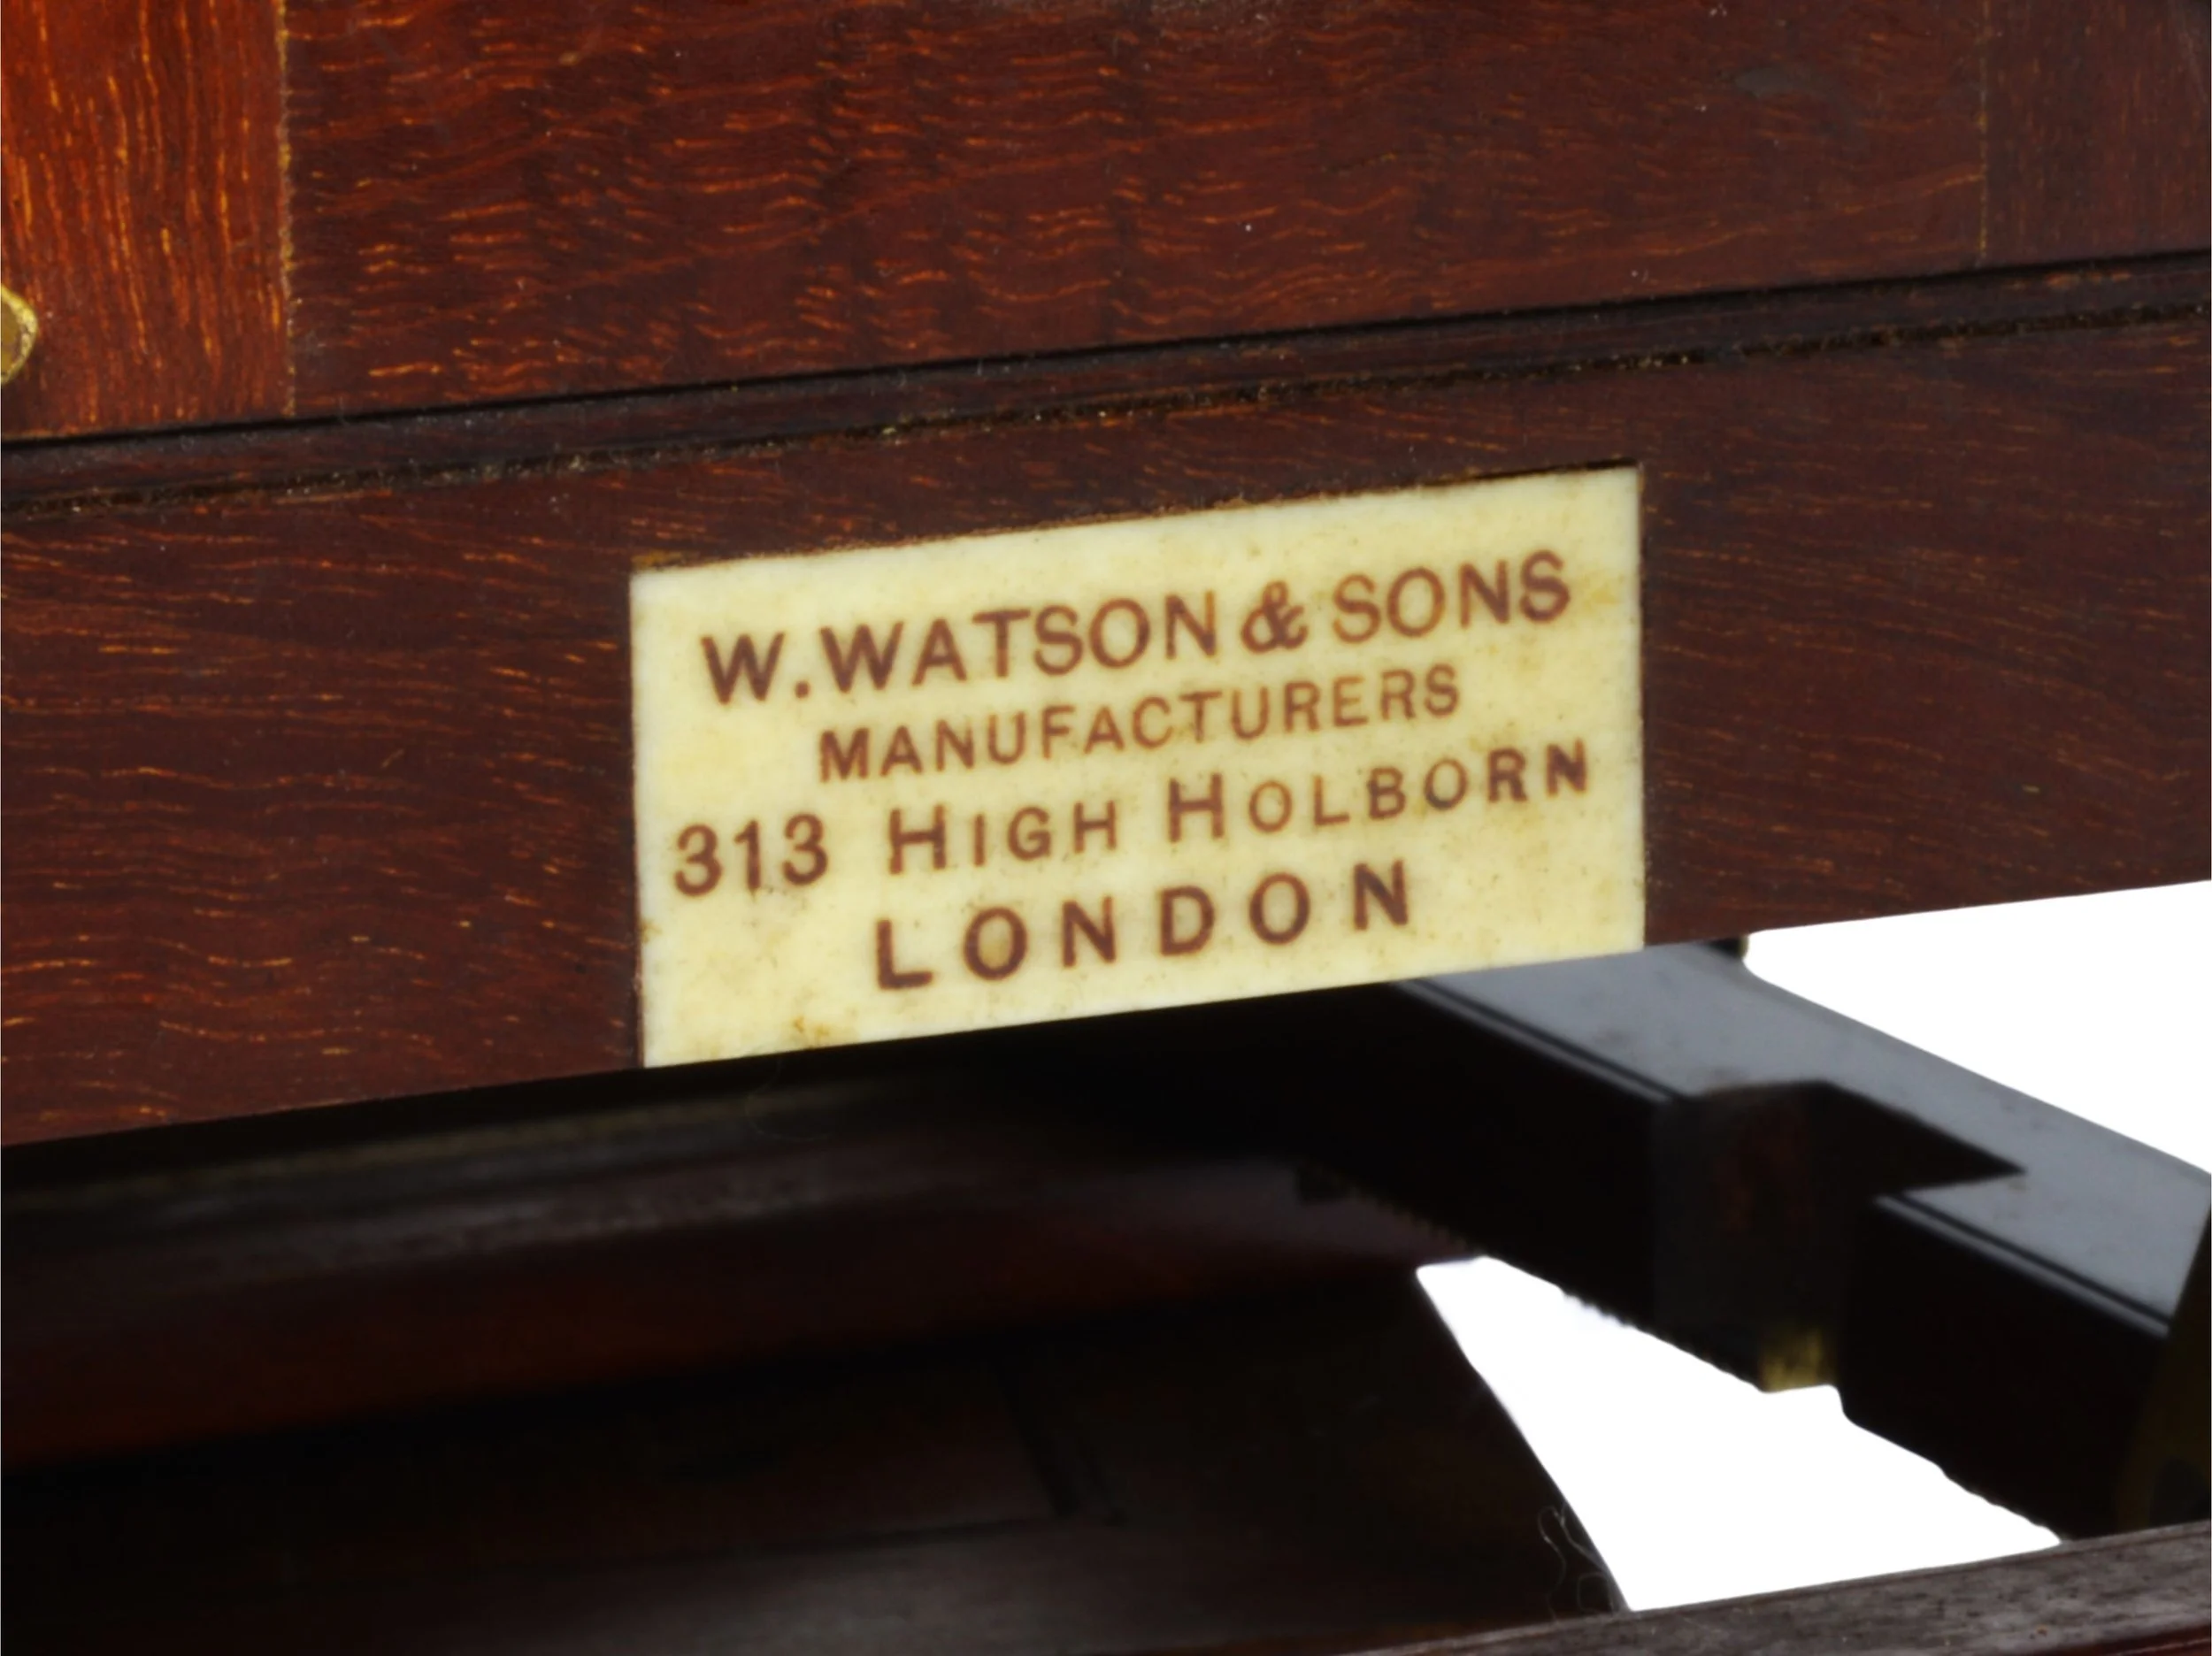 W. WATSON & SONS
MANUFACTURERS
313 HIGH HOLBORN
LONDON